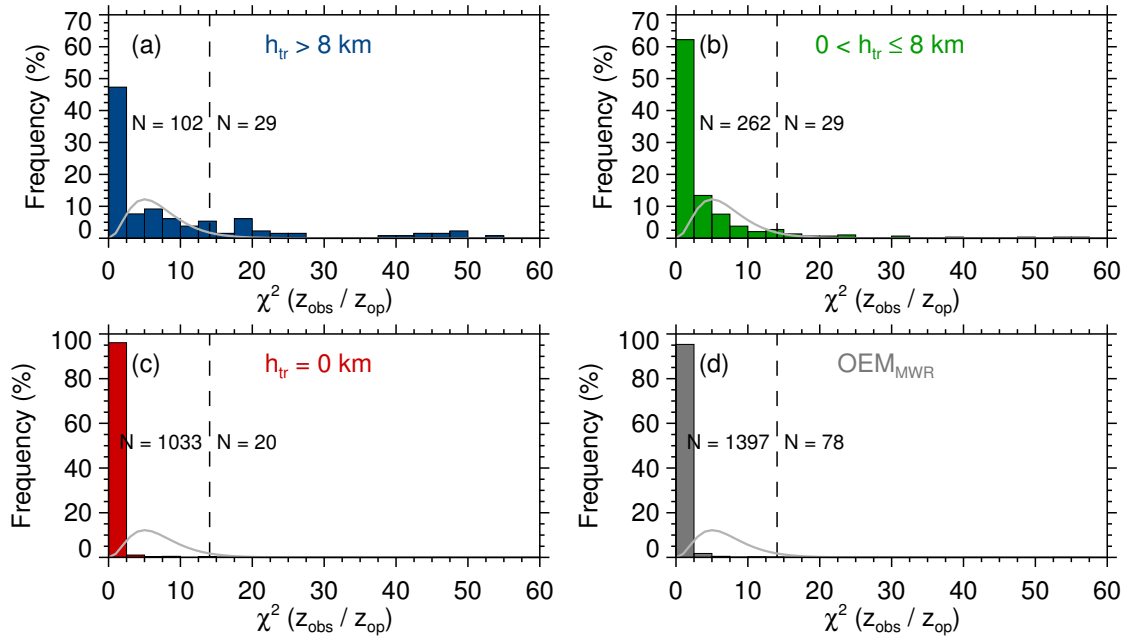 70
60
50
40
30
20
10
0
Frequency (%)
(a)
h_tr > 8 km
N = 102
N = 29
0 10 20 30 40 50 60
χ² (z_obs / z_op)
70
60
50
40
30
20
10
0
Frequency (%)
(b)
0 < h_tr ≤ 8 km
N = 262
N = 29
0 10 20 30 40 50 60
χ² (z_obs / z_op)
100
80
60
40
20
0
Frequency (%)
(c)
h_tr = 0 km
N = 1033
N = 20
0 10 20 30 40 50 60
χ² (z_obs / z_op)
100
80
60
40
20
0
Frequency (%)
(d)
OEM_MWR
N = 1397
N = 78
0 10 20 30 40 50 60
χ² (z_obs / z_op)